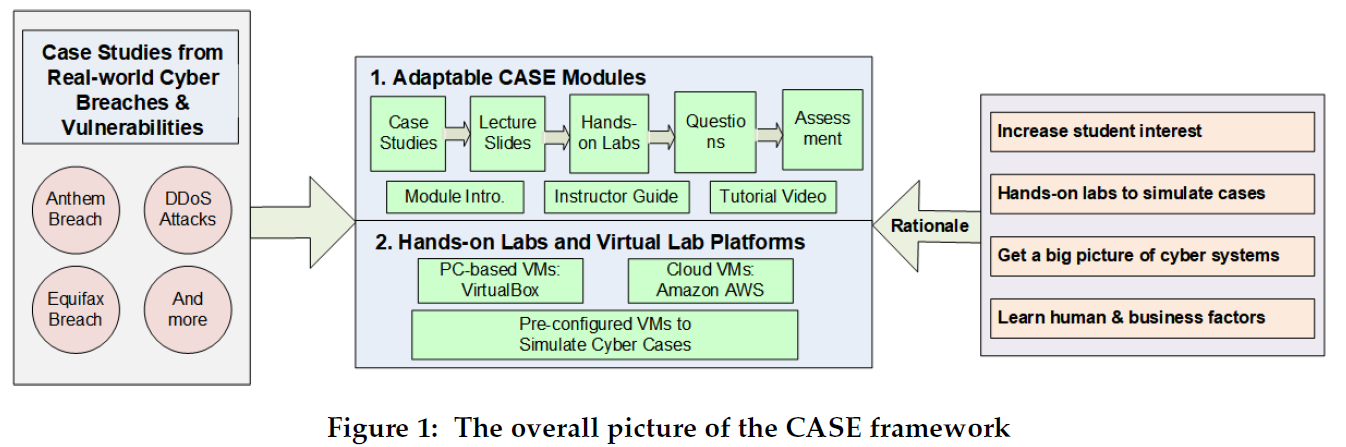 Case Studies from
Real-world Cyber
Breaches &
Vulnerabilities
Anthem
Breach
DDoS
Attacks
Equifax
Breach
And
more
1. Adaptable CASE Modules
Case
Studies
Lecture
Slides
Hands-
on Labs
Questio
ns
Assess
ment
Module Intro.
Instructor Guide
Tutorial Video
2. Hands-on Labs and Virtual Lab Platforms
PC-based VMs:
VirtualBox
Cloud VMs:
Amazon AWS
Pre-configured VMs to
Simulate Cyber Cases
Rationale
Increase student interest
Hands-on labs to simulate cases
Get a big picture of cyber systems
Learn human & business factors
Figure 1: The overall picture of the CASE framework